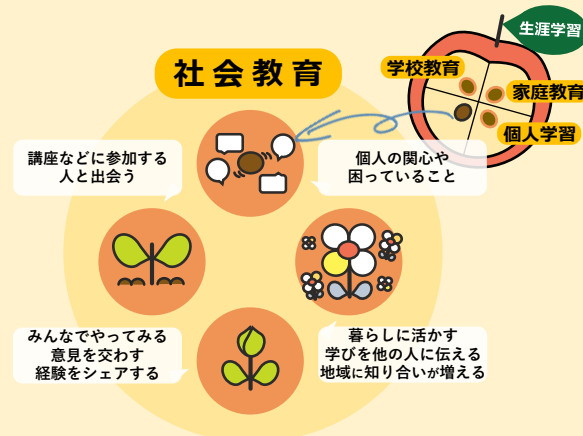 生涯学習
社会教育
学校教育
家庭教育
個人学習
講座などに参加する
人と出会う
個人の関心や
困っていること
みんなでやってみる
意見を交わす
経験をシェアする
暮らしに活かす
学びを他の人に伝える
地域に知り合いが増える